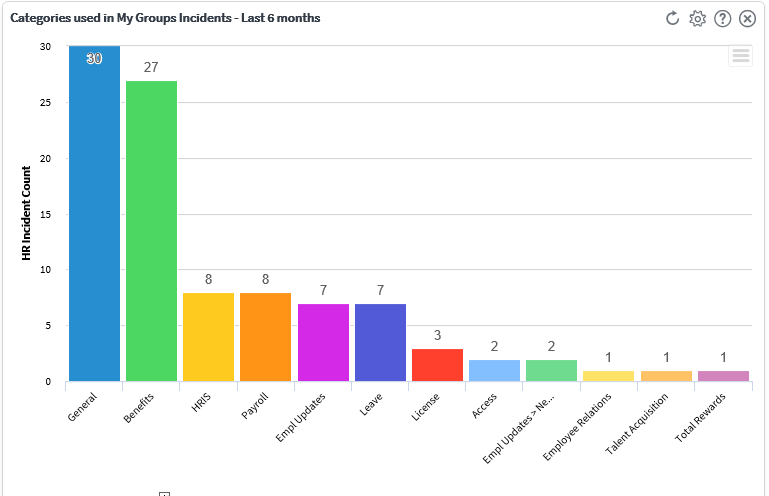 Categories used in My Groups Incidents - Last 6 months
HR Incident Count
30
25
20
15
10
5
0
30
27
8
8
7
7
3
2
2
1
1
1
General
Benefits
HRIS
Payroll
Empl Updates
Leave
License
Access
Empl Updates > Ne...
Employee Relations
Talent Acquisition
Total Rewards